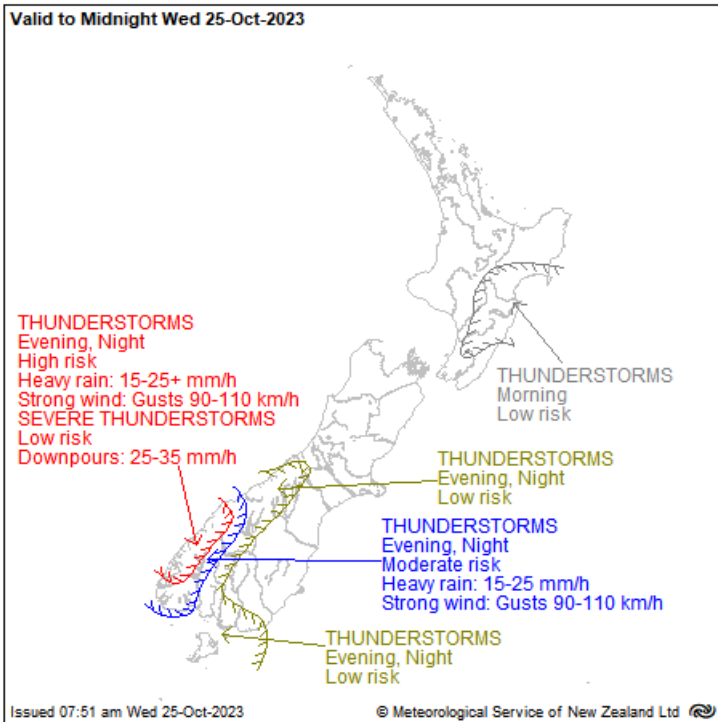 Valid to Midnight Wed 25-Oct-2023
THUNDERSTORMS
Evening, Night
High risk
Heavy rain: 15-25+ mm/h
Strong wind: Gusts 90-110 km/h
SEVERE THUNDERSTORMS
Low risk
Downpours: 25-35 mm/h
THUNDERSTORMS
Morning
Low risk
THUNDERSTORMS
Evening, Night
Low risk
THUNDERSTORMS
Evening, Night
Moderate risk
Heavy rain: 15-25 mm/h
Strong wind: Gusts 90-110 km/h
THUNDERSTORMS
Evening, Night
Low risk
Issued 07:51 am Wed 25-Oct-2023
© Meteorological Service of New Zealand Ltd